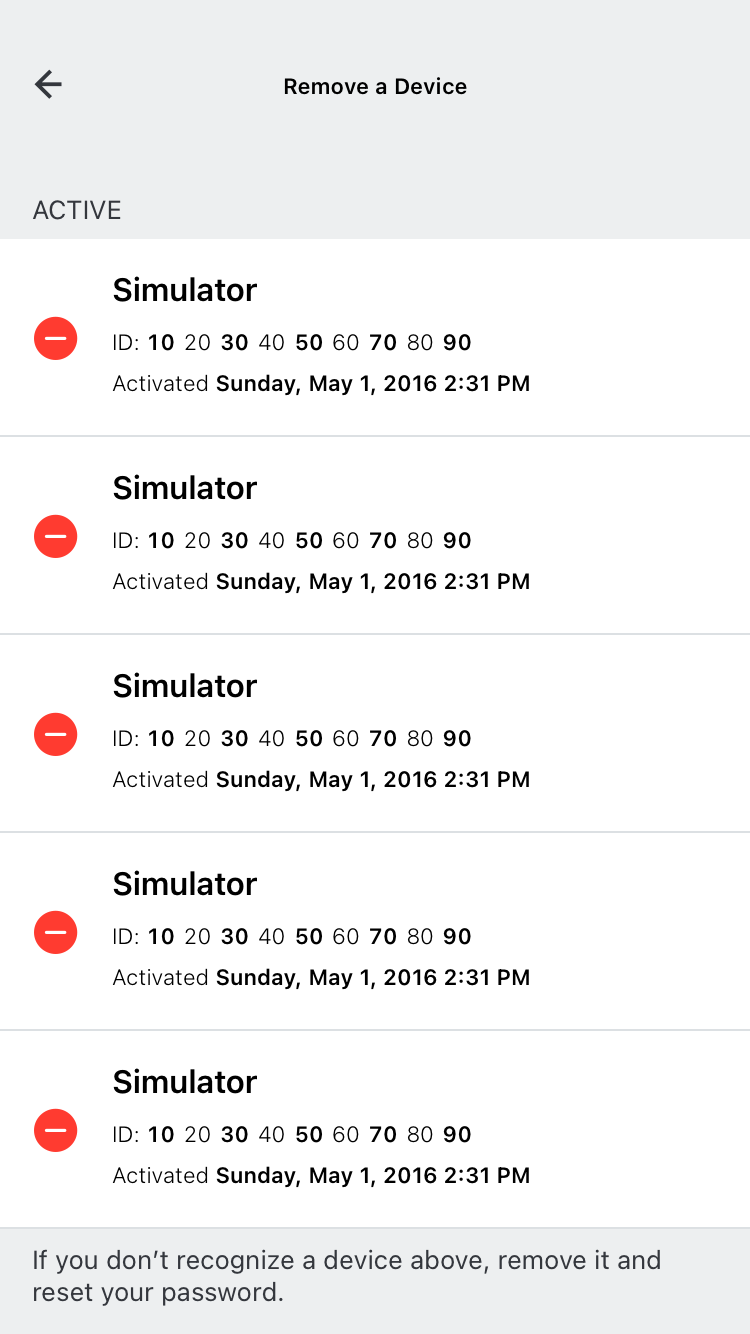 Remove a Device
ACTIVE
Simulator
ID: 10 20 30 40 50 60 70 80 90
Activated Sunday, May 1, 2016 2:31 PM
Simulator
ID: 10 20 30 40 50 60 70 80 90
Activated Sunday, May 1, 2016 2:31 PM
Simulator
ID: 10 20 30 40 50 60 70 80 90
Activated Sunday, May 1, 2016 2:31 PM
Simulator
ID: 10 20 30 40 50 60 70 80 90
Activated Sunday, May 1, 2016 2:31 PM
Simulator
ID: 10 20 30 40 50 60 70 80 90
Activated Sunday, May 1, 2016 2:31 PM
If you don’t recognize a device above, remove it and
reset your password.